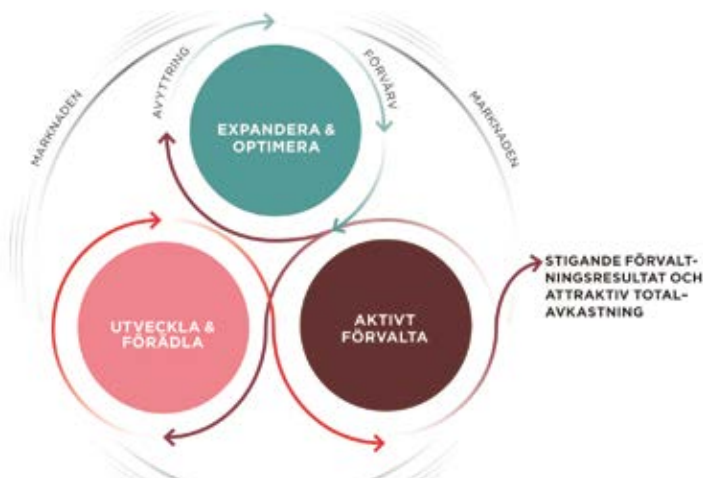 MARKNADEN
AVYTTRING
FÖRVÄRV
MARKNADEN
EXPANDERA &
OPTIMERA
UTVECKLA &
FÖRÄDLA
AKTIVT
FÖRVALTA
STIGANDE FÖRVALT-
NINGSRESULTAT OCH
ATTRAKTIV TOTAL-
AVKASTNING